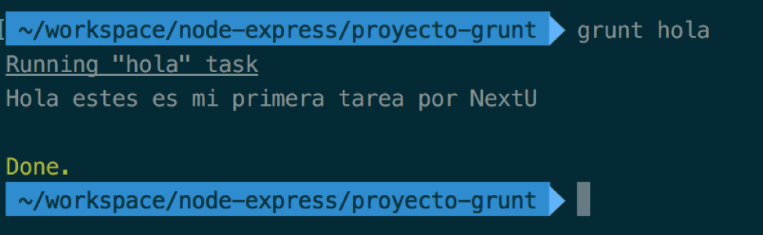 ~/workspace/node-express/proyecto-grunt grunt hola
Running "hola" task
Hola estes es mi primera tarea por NextU
Done.
~/workspace/node-express/proyecto-grunt